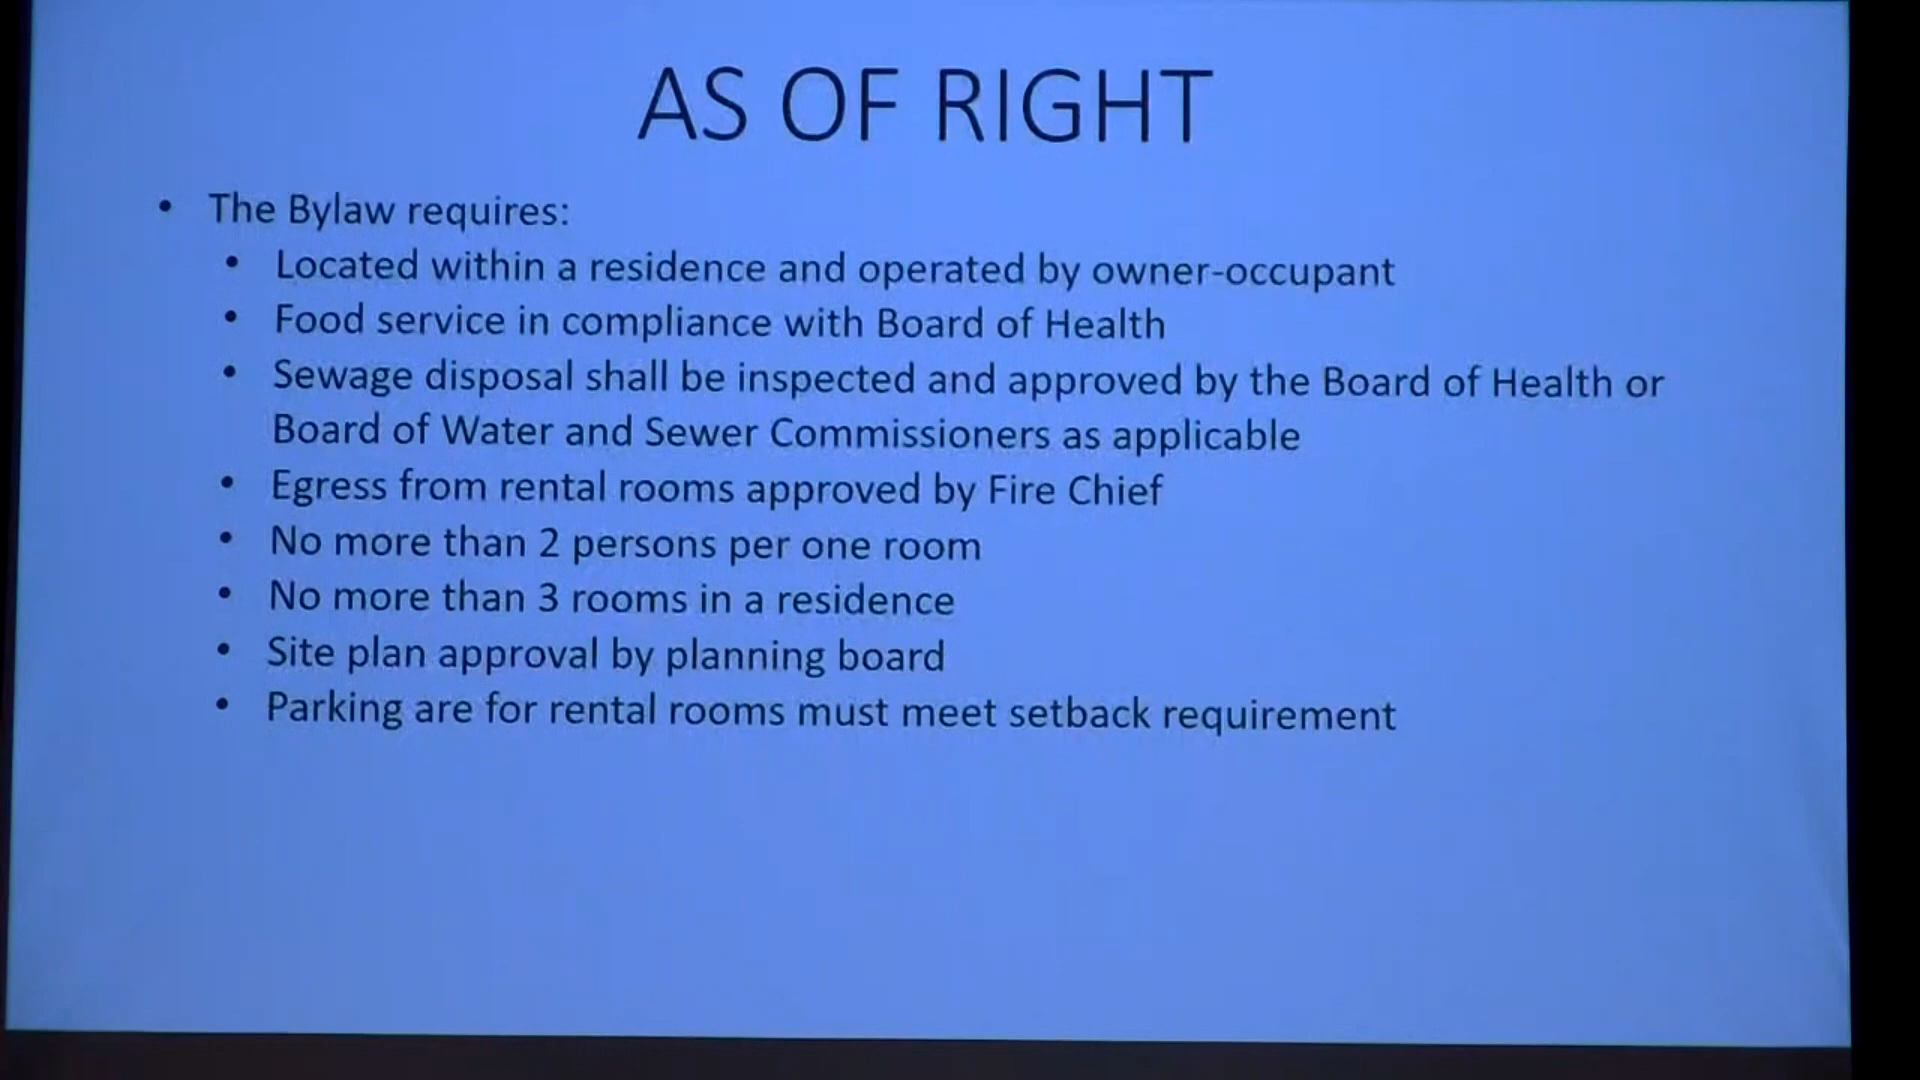 AS OF RIGHT
• The Bylaw requires:
• Located within a residence and operated by owner-occupant
• Food service in compliance with Board of Health
• Sewage disposal shall be inspected and approved by the Board of Health or
Board of Water and Sewer Commissioners as applicable
• Egress from rental rooms approved by Fire Chief
• No more than 2 persons per one room
• No more than 3 rooms in a residence
• Site plan approval by planning board
• Parking are for rental rooms must meet setback requirement